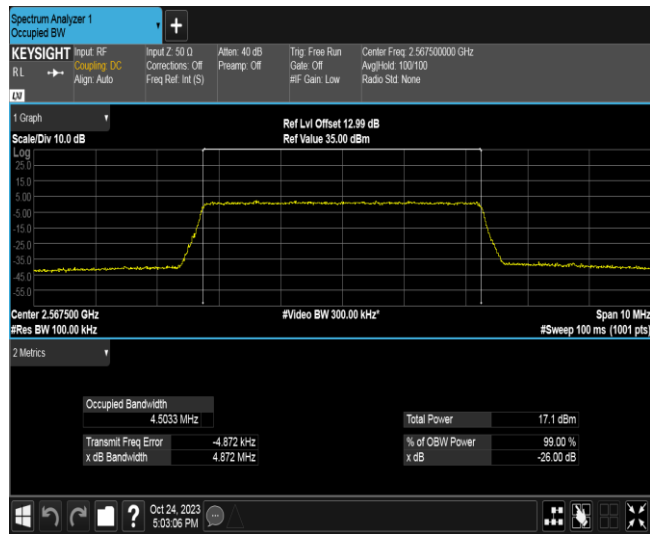 Spectrum Analyzer 1
Occupied BW
+
KEYSIGHT Input: RF Input Z: 50 Ω Atten: 40 dB Trig: Free Run Center Freq: 2.567500000 GHz
RL Coupling: DC Corrections: Off Preamp: Off Gate: Off Avg|Hold: 100/100
Align: Auto Freq Ref: Int (S) #IF Gain: Low Radio Std: None
LXI
1 Graph
Ref Lvl Offset 12.99 dB
Scale/Div 10.0 dB Ref Value 35.00 dBm
Log
25.0
15.0
5.00
-5.00
-15.0
-25.0
-35.0
-45.0
-55.0
Center 2.567500 GHz #Video BW 300.00 kHz* Span 10 MHz
#Res BW 100.00 kHz #Sweep 100 ms (1001 pts)
2 Metrics
Occupied Bandwidth
4.5033 MHz Total Power 17.1 dBm
Transmit Freq Error -4.872 kHz % of OBW Power 99.00 %
x dB Bandwidth 4.872 MHz x dB -26.00 dB
? Oct 24, 2023
5:03:06 PM